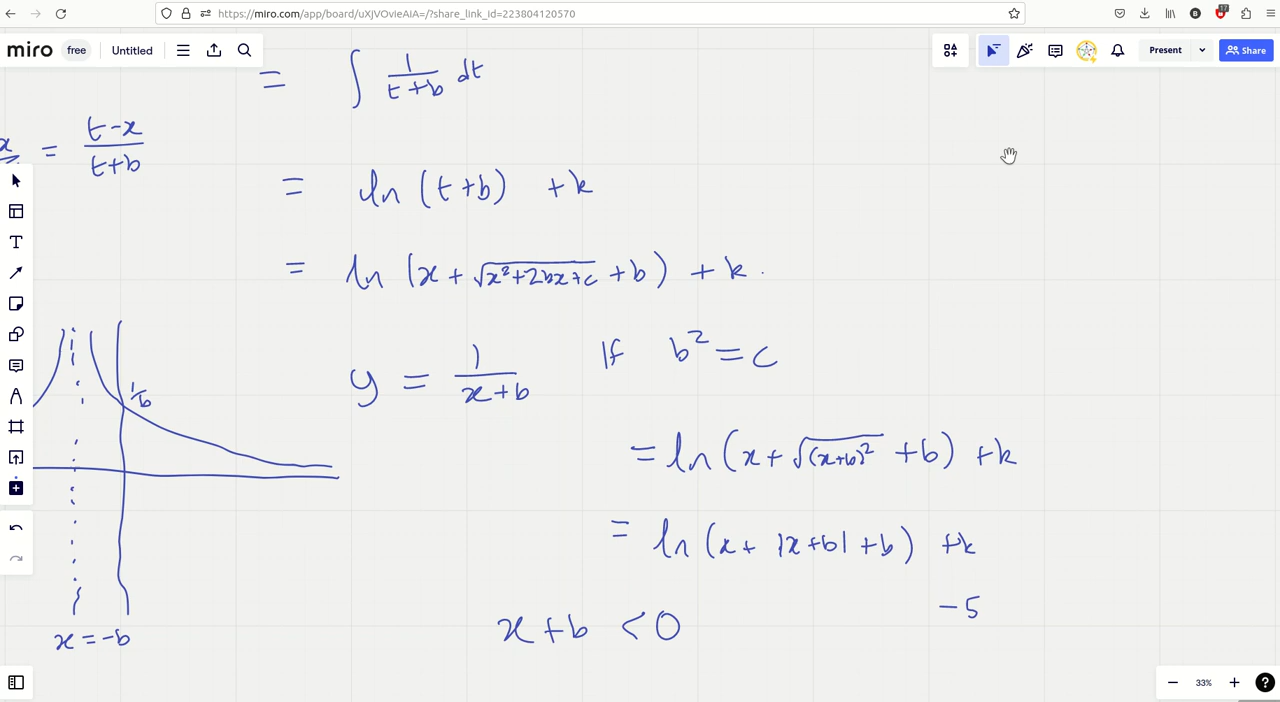 https://miro.com/app/board/uXJVOvieAIA=/?share_link_id=223804120570
17
miro free Untitled
Present Share
= ∫ 1/(t+b) dt
= (t-x)/(t+b)
= ln (t+b) + k
= ln (x + √(x²+2bx+c) + b) + k.
y = 1/(x+b)
If b² = c
1/b
= ln (x + √((x+b)²) + b) + k
= ln (x + |x+b| + b) + k
-5
x+b < 0
x = -b
33%